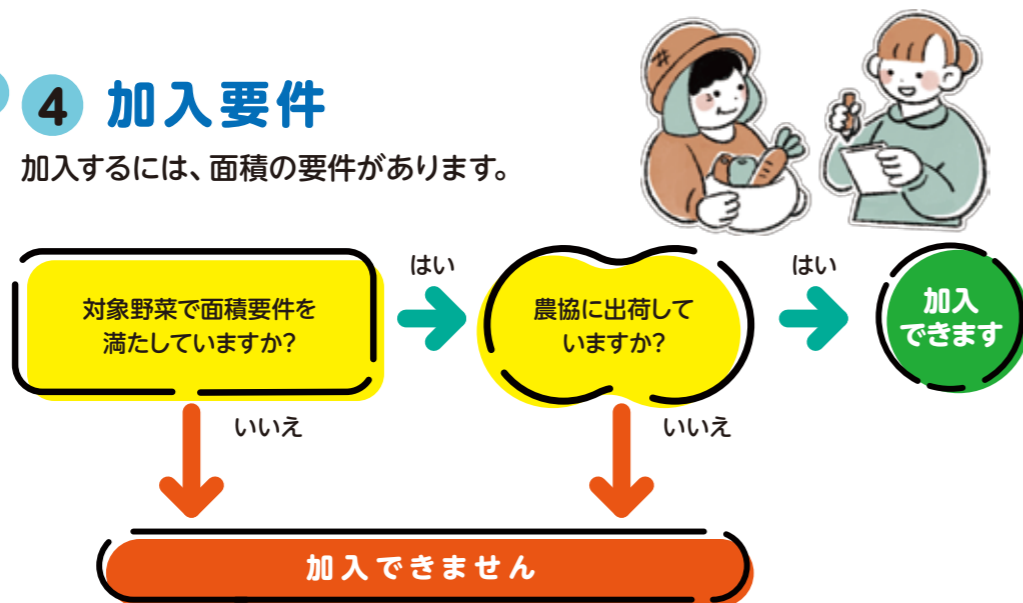 4 加入要件
加入するには、面積の要件があります。
対象野菜で面積要件を
満たしていますか?
はい
農協に出荷して
いますか?
はい
加入
できます
いいえ
いいえ
加入できません